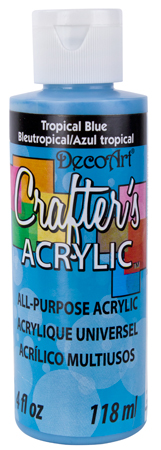 Tropical Blue
Bleutropical/Azul tropical
DecoArt
Crafter's
ACRYLIC™
ALL-PURPOSE ACRYLIC
ACRYLIQUE UNIVERSEL
ACRÍLICO MULTIUSOS
4 fl oz 118 ml